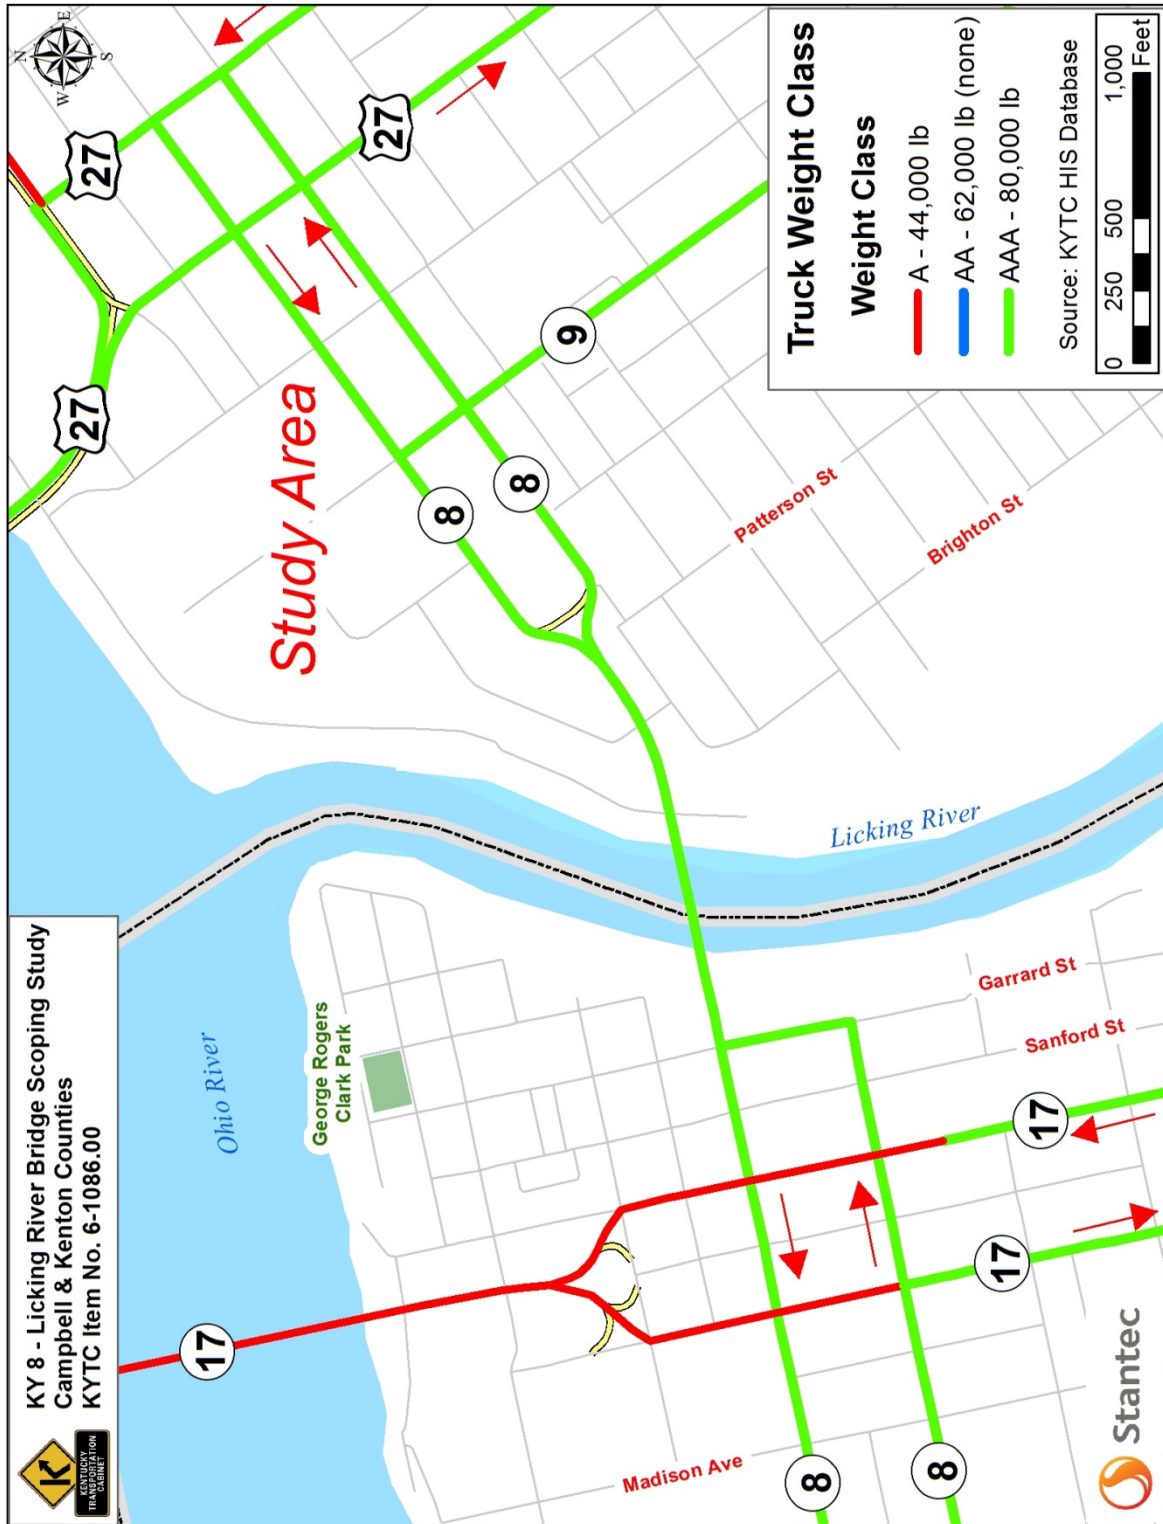 KY 8 - Licking River Bridge Scoping Study
Campbell & Kenton Counties
KYTC Item No. 6-1086.00
KENTUCKY
TRANSPORTATION
CABINET
N
E
S
W
Ohio River
George Rogers
Clark Park
Study Area
Licking River
27
27
27
9
8
8
Patterson St
Brighton St
17
17
17
8
8
Garrard St
Sanford St
Madison Ave
Stantec
Truck Weight Class
Weight Class
A - 44,000 lb
AA - 62,000 lb (none)
AAA - 80,000 lb
Source: KYTC HIS Database
0 250 500 1,000
Feet